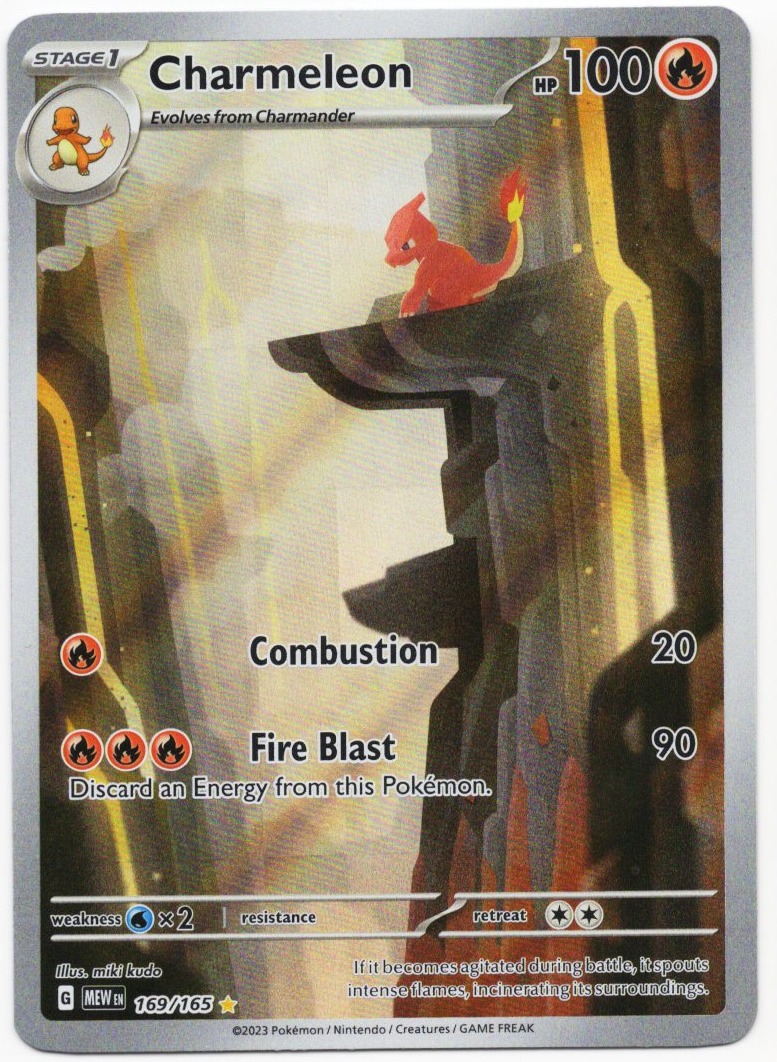 STAGE 1
Charmeleon
HP 100
Evolves from Charmander
Combustion 20
Fire Blast 90
Discard an Energy from this Pokémon.
weakness ×2 resistance retreat
Illus. miki kudo
If it becomes agitated during battle, it spouts
intense flames, incinerating its surroundings.
G MEW EN 169/165
©2023 Pokémon / Nintendo / Creatures / GAME FREAK